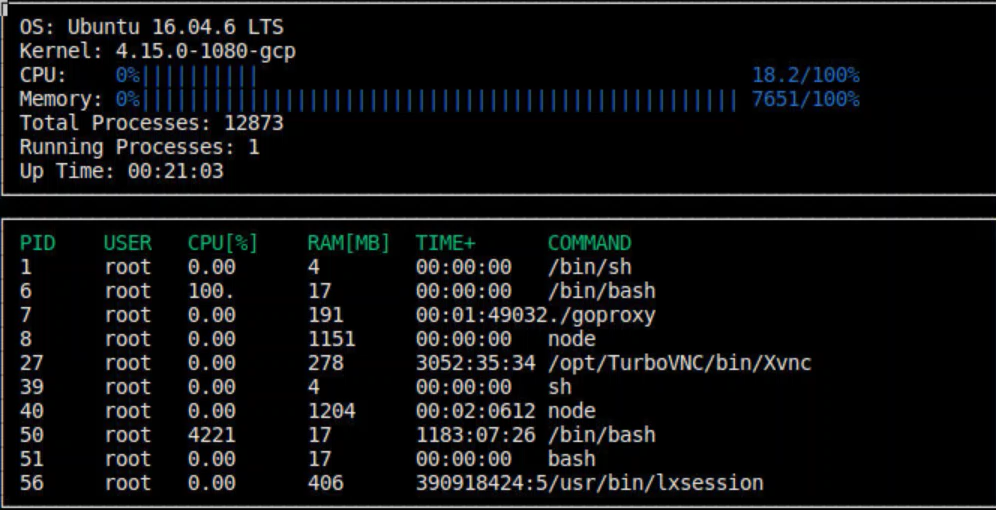 OS: Ubuntu 16.04.6 LTS
Kernel: 4.15.0-1080-gcp
CPU: 0%|||||||||| 18.2/100%
Memory: 0%|||||||||||||||||||||||||||||||||||||||||||||||||| 7651/100%
Total Processes: 12873
Running Processes: 1
Up Time: 00:21:03
PID USER CPU[%] RAM[MB] TIME+ COMMAND
1 root 0.00 4 00:00:00 /bin/sh
6 root 100. 17 00:00:00 /bin/bash
7 root 0.00 191 00:01:49032./goproxy
8 root 0.00 1151 00:00:00 node
27 root 0.00 278 3052:35:34 /opt/TurboVNC/bin/Xvnc
39 root 0.00 4 00:00:00 sh
40 root 0.00 1204 00:02:0612 node
50 root 4221 17 1183:07:26 /bin/bash
51 root 0.00 17 00:00:00 bash
56 root 0.00 406 390918424:5/usr/bin/lxsession